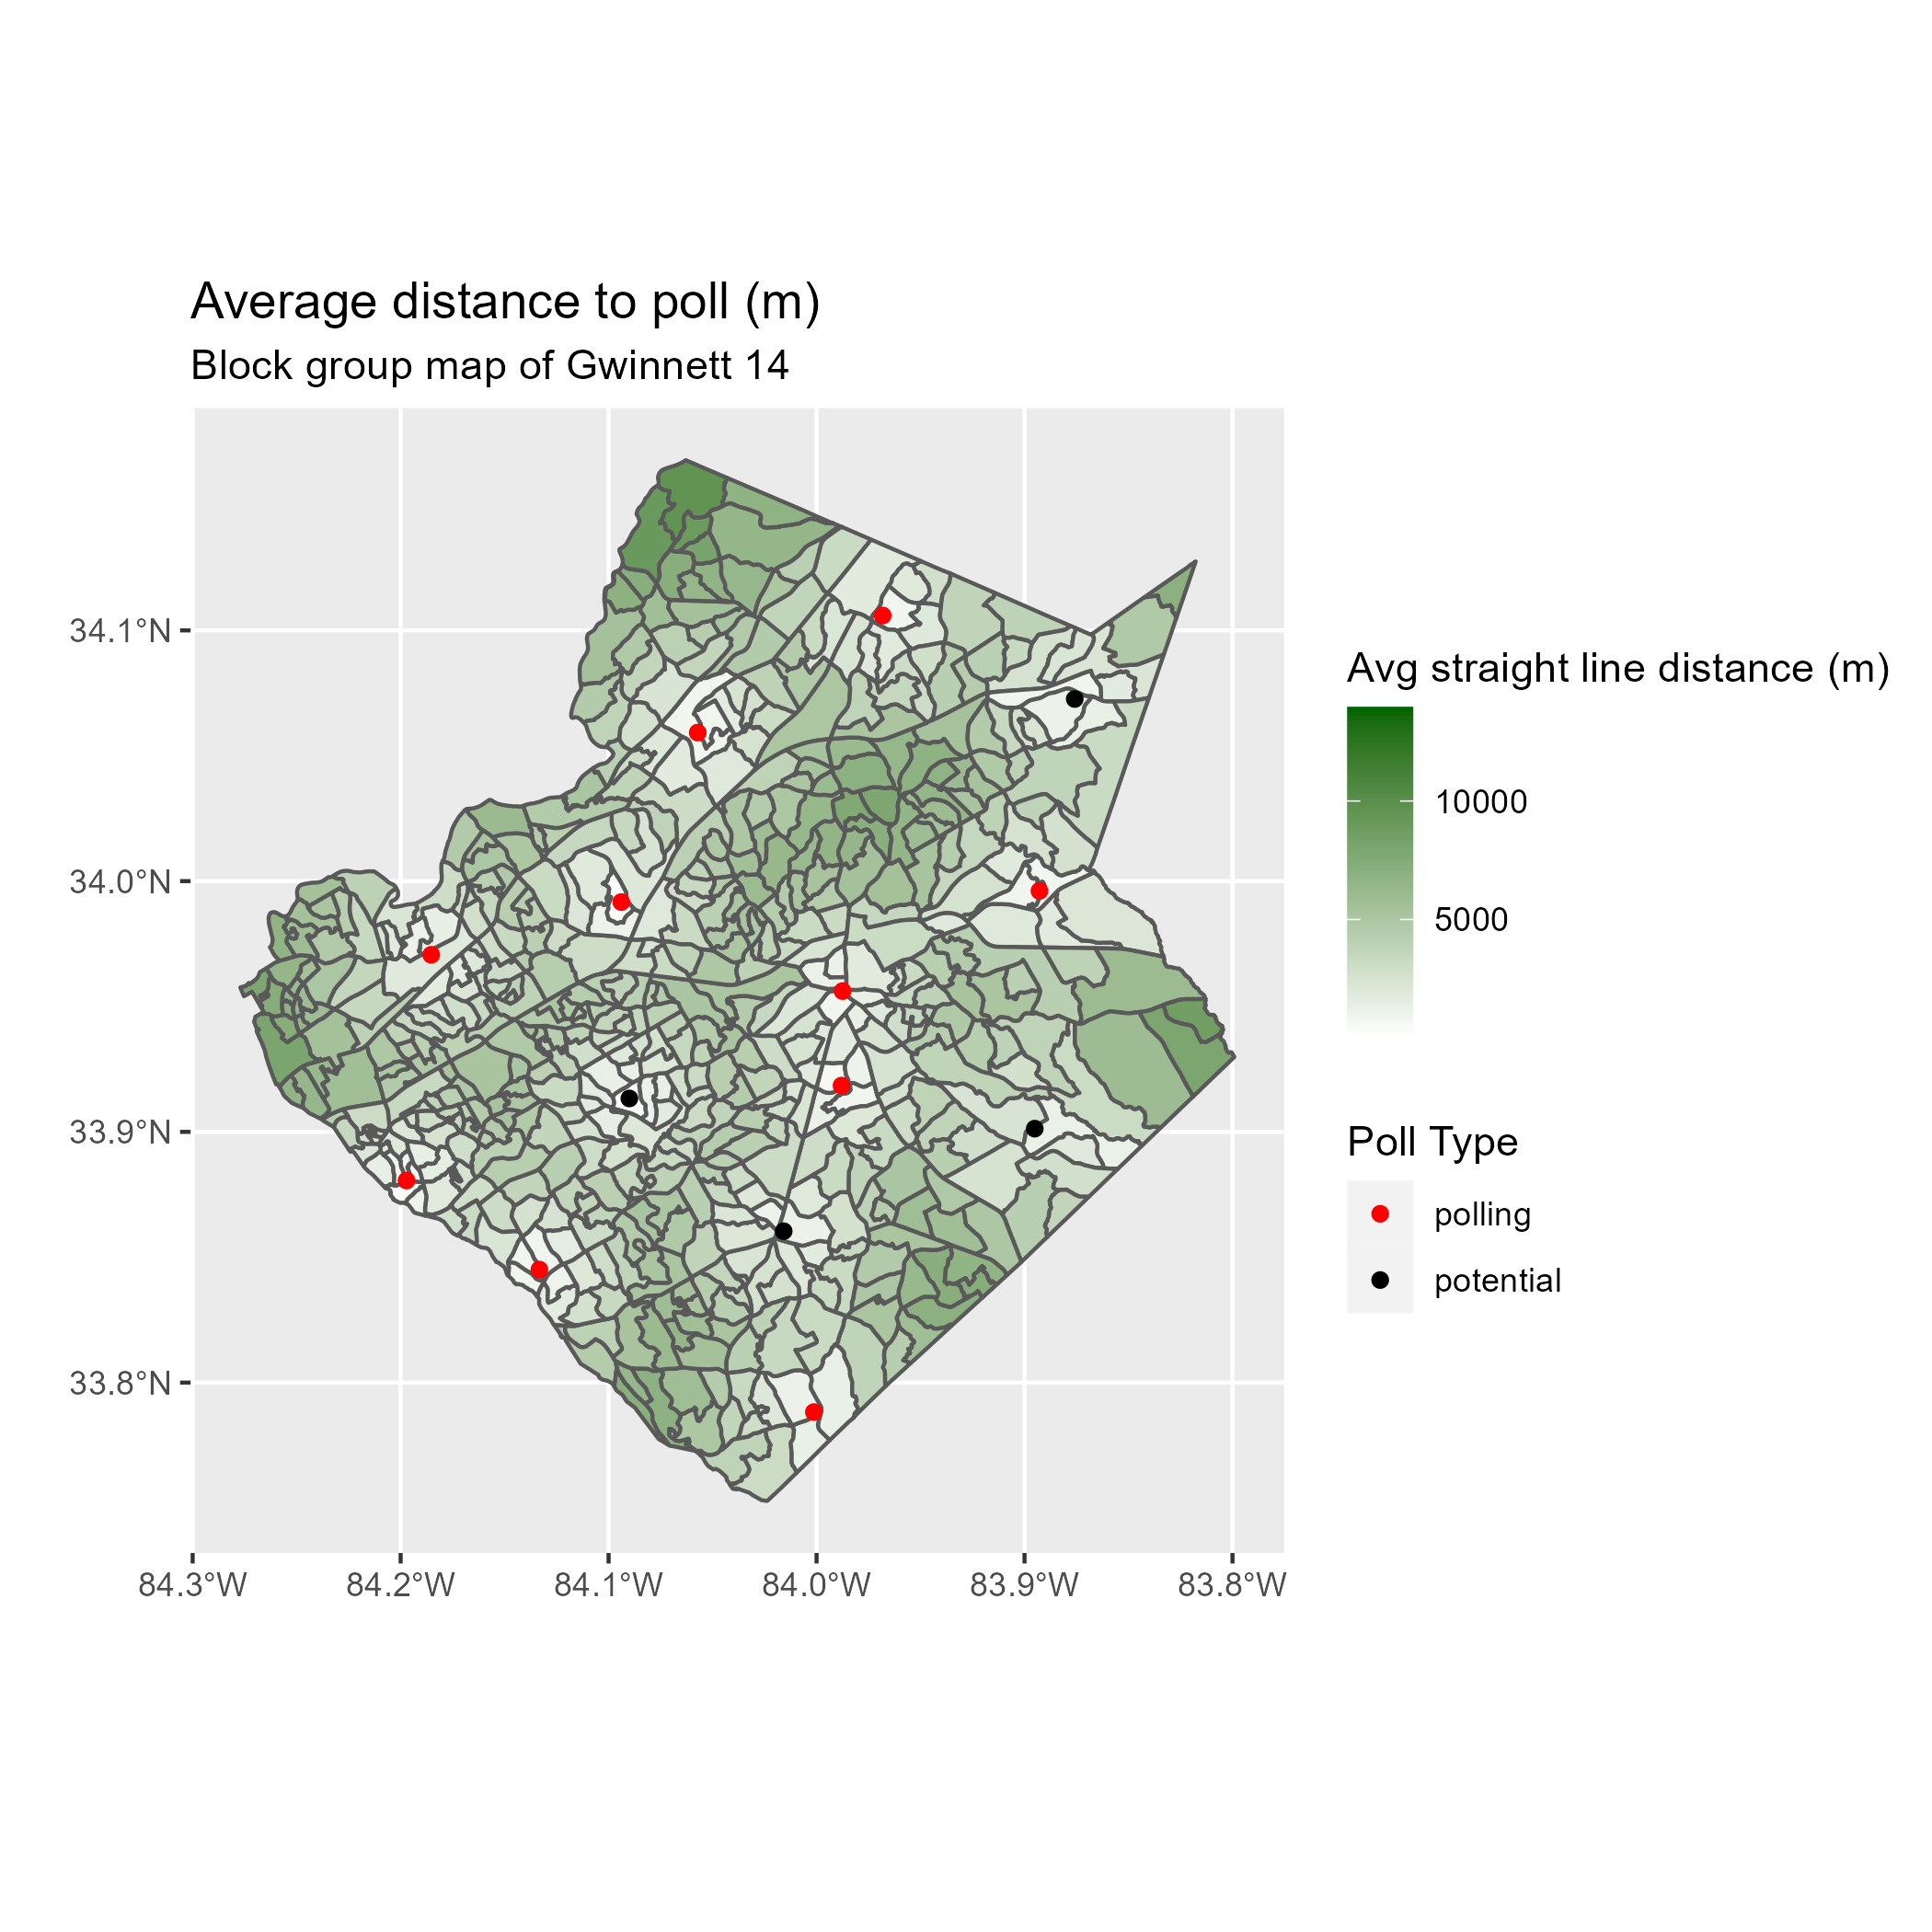 Average distance to poll (m)
Block group map of Gwinnett 14
34.1°N
34.0°N
33.9°N
33.8°N
84.3°W
84.2°W
84.1°W
84.0°W
83.9°W
83.8°W
Avg straight line distance (m)
10000
5000
Poll Type
polling
potential